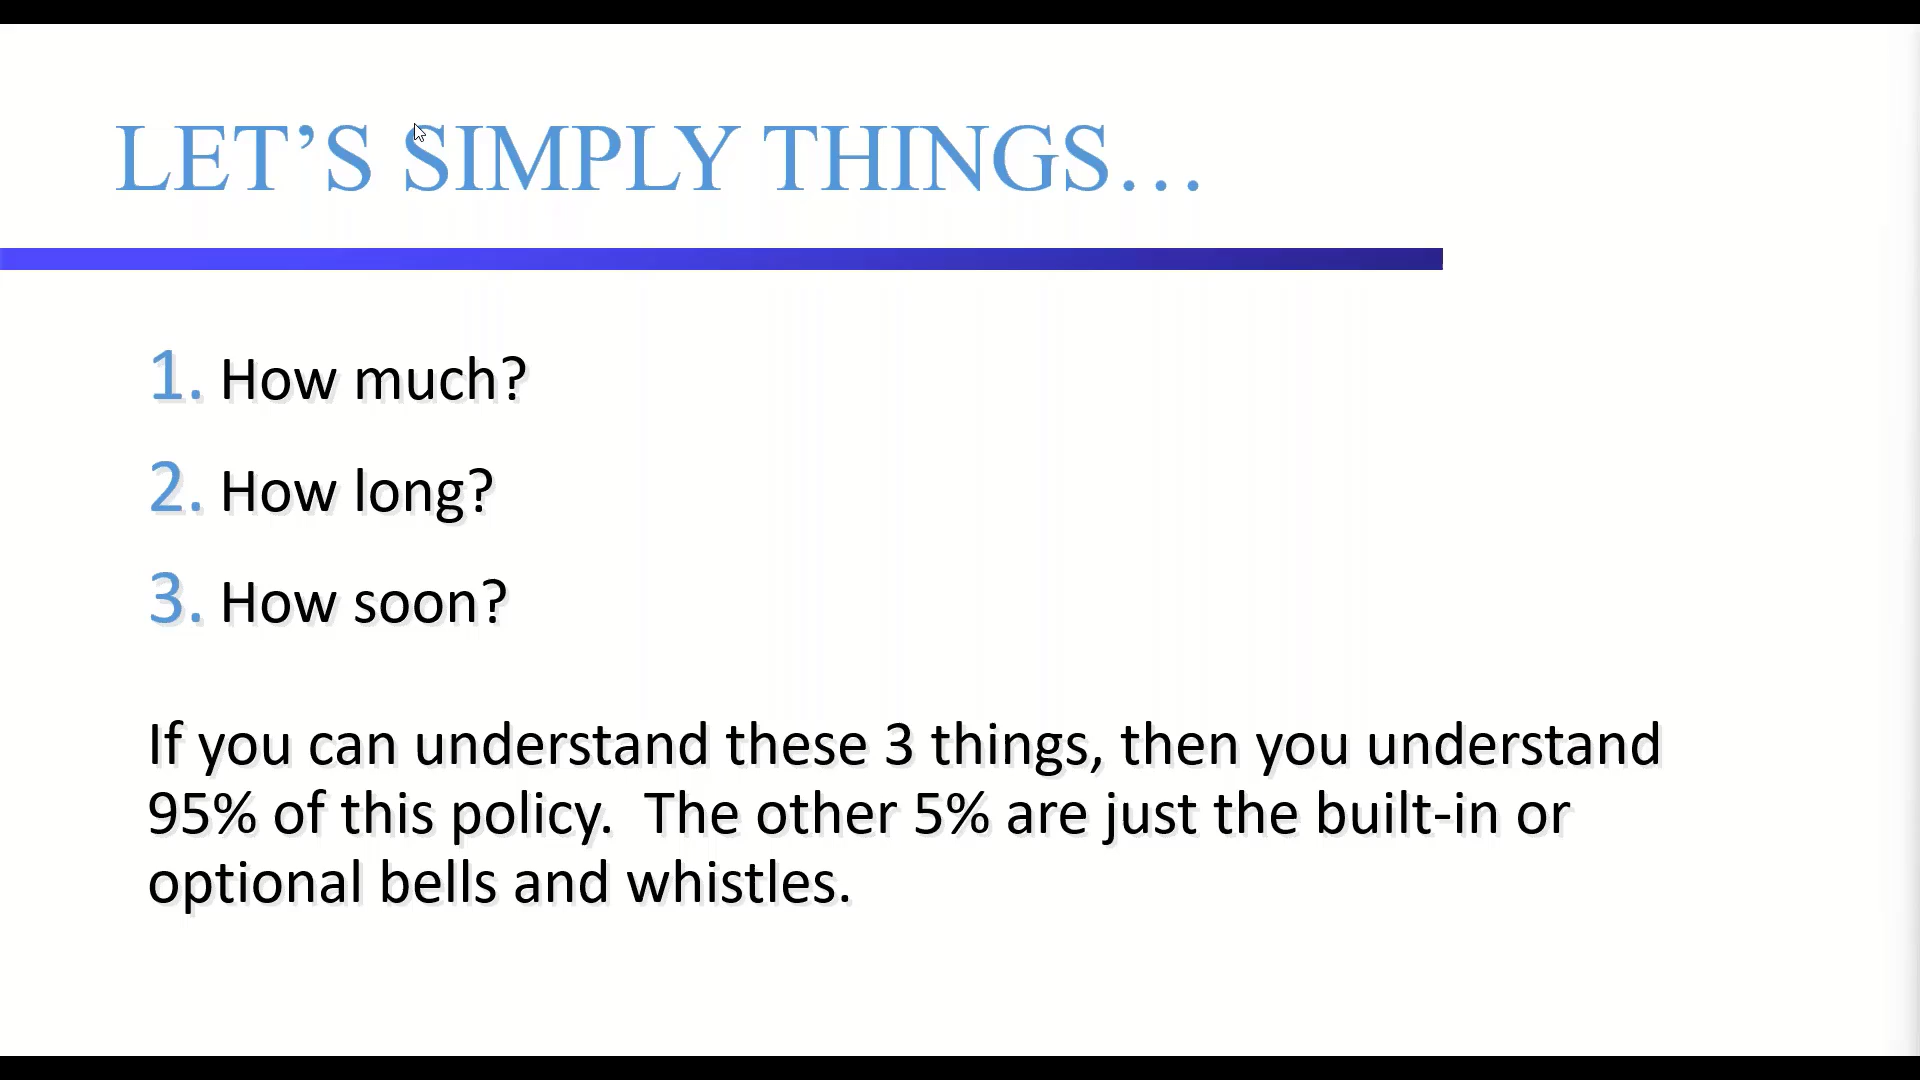 LET’S SIMPLY THINGS…
1. How much?
2. How long?
3. How soon?
If you can understand these 3 things, then you understand
95% of this policy.  The other 5% are just the built-in or
optional bells and whistles.